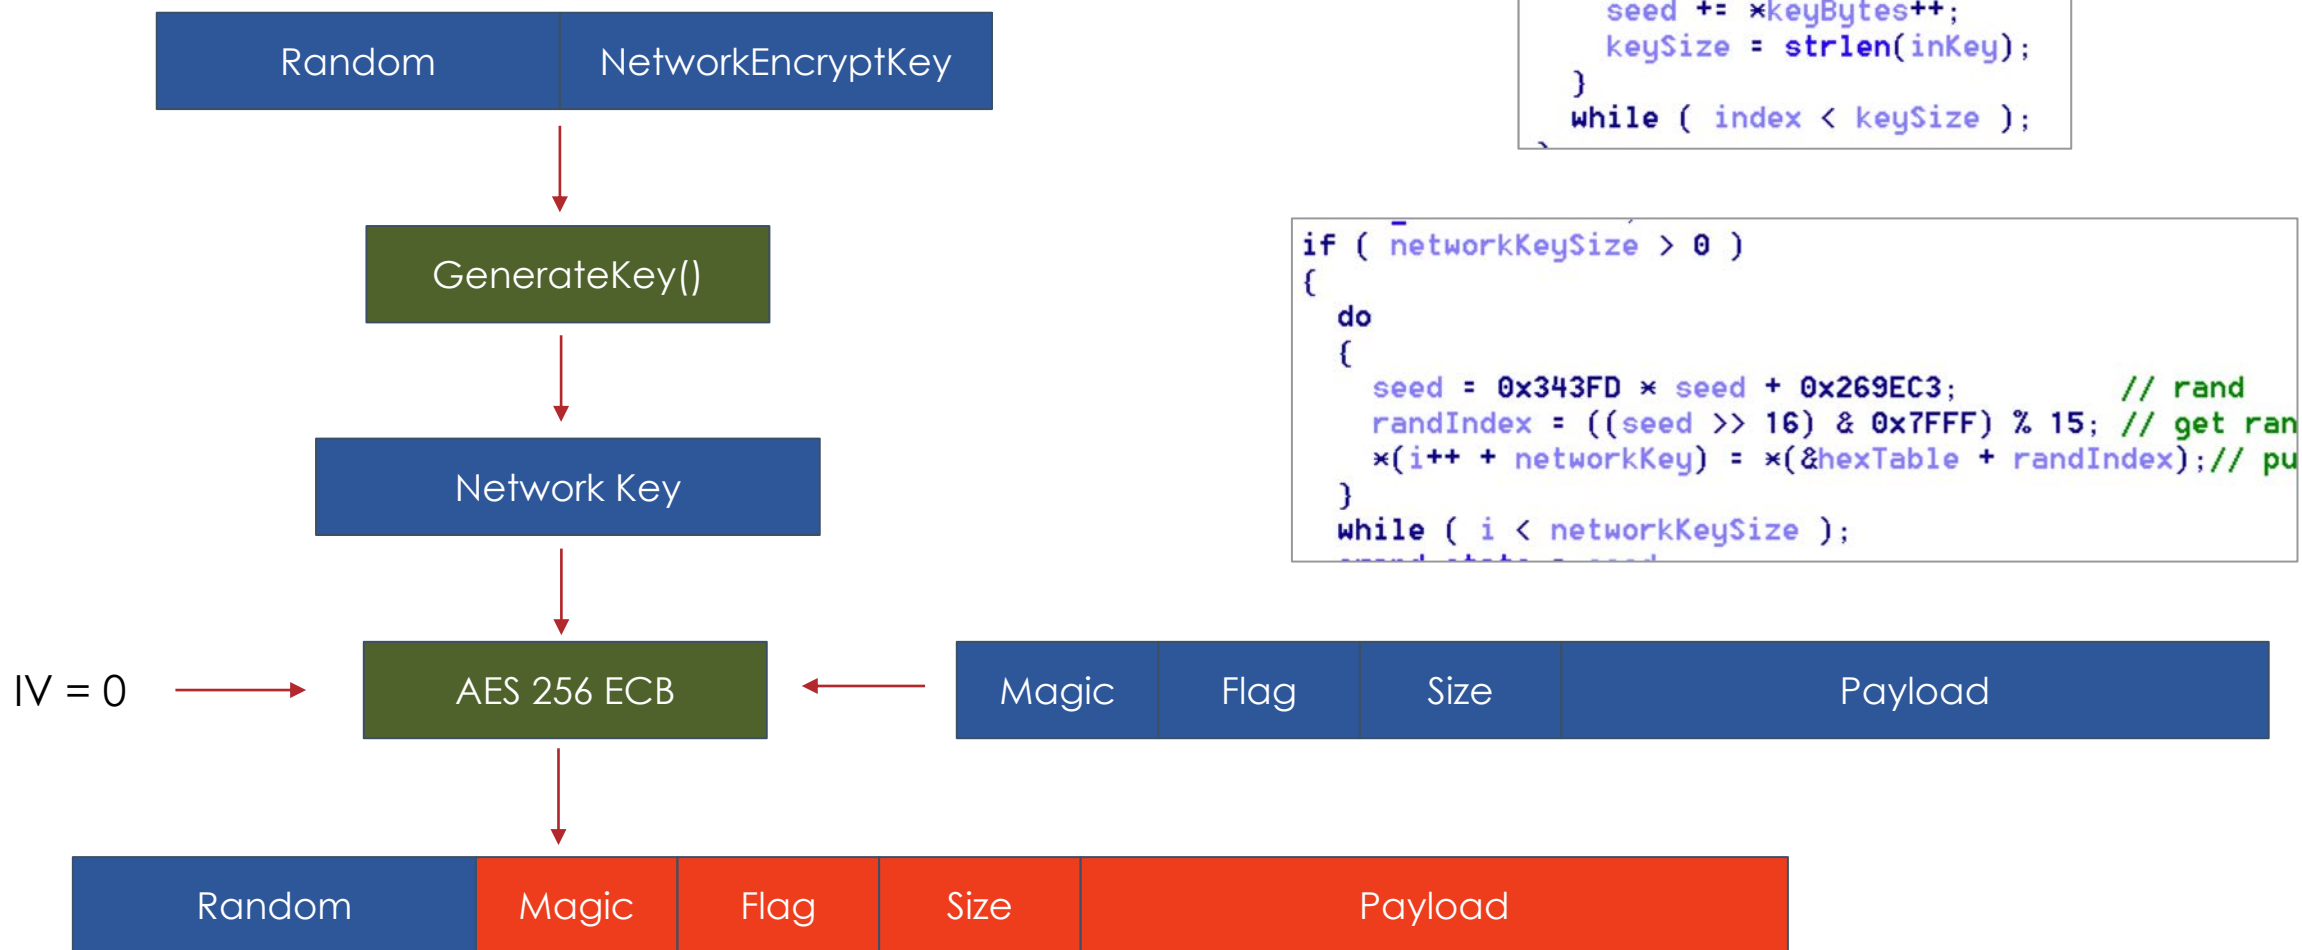 Random NetworkEncryptKey
seed += *keyBytes++;
keySize = strlen(inKey);
}
while ( index < keySize );
GenerateKey()
if ( networkKeySize > 0 )
{
do
{
seed = 0x343FD * seed + 0x269EC3; // rand
randIndex = ((seed >> 16) & 0x7FFF) % 15; // get ran
*(i++ + networkKey) = *(&hexTable + randIndex);// pu
}
while ( i < networkKeySize );
Network Key
IV = 0
AES 256 ECB
Magic Flag Size Payload
Random Magic Flag Size Payload